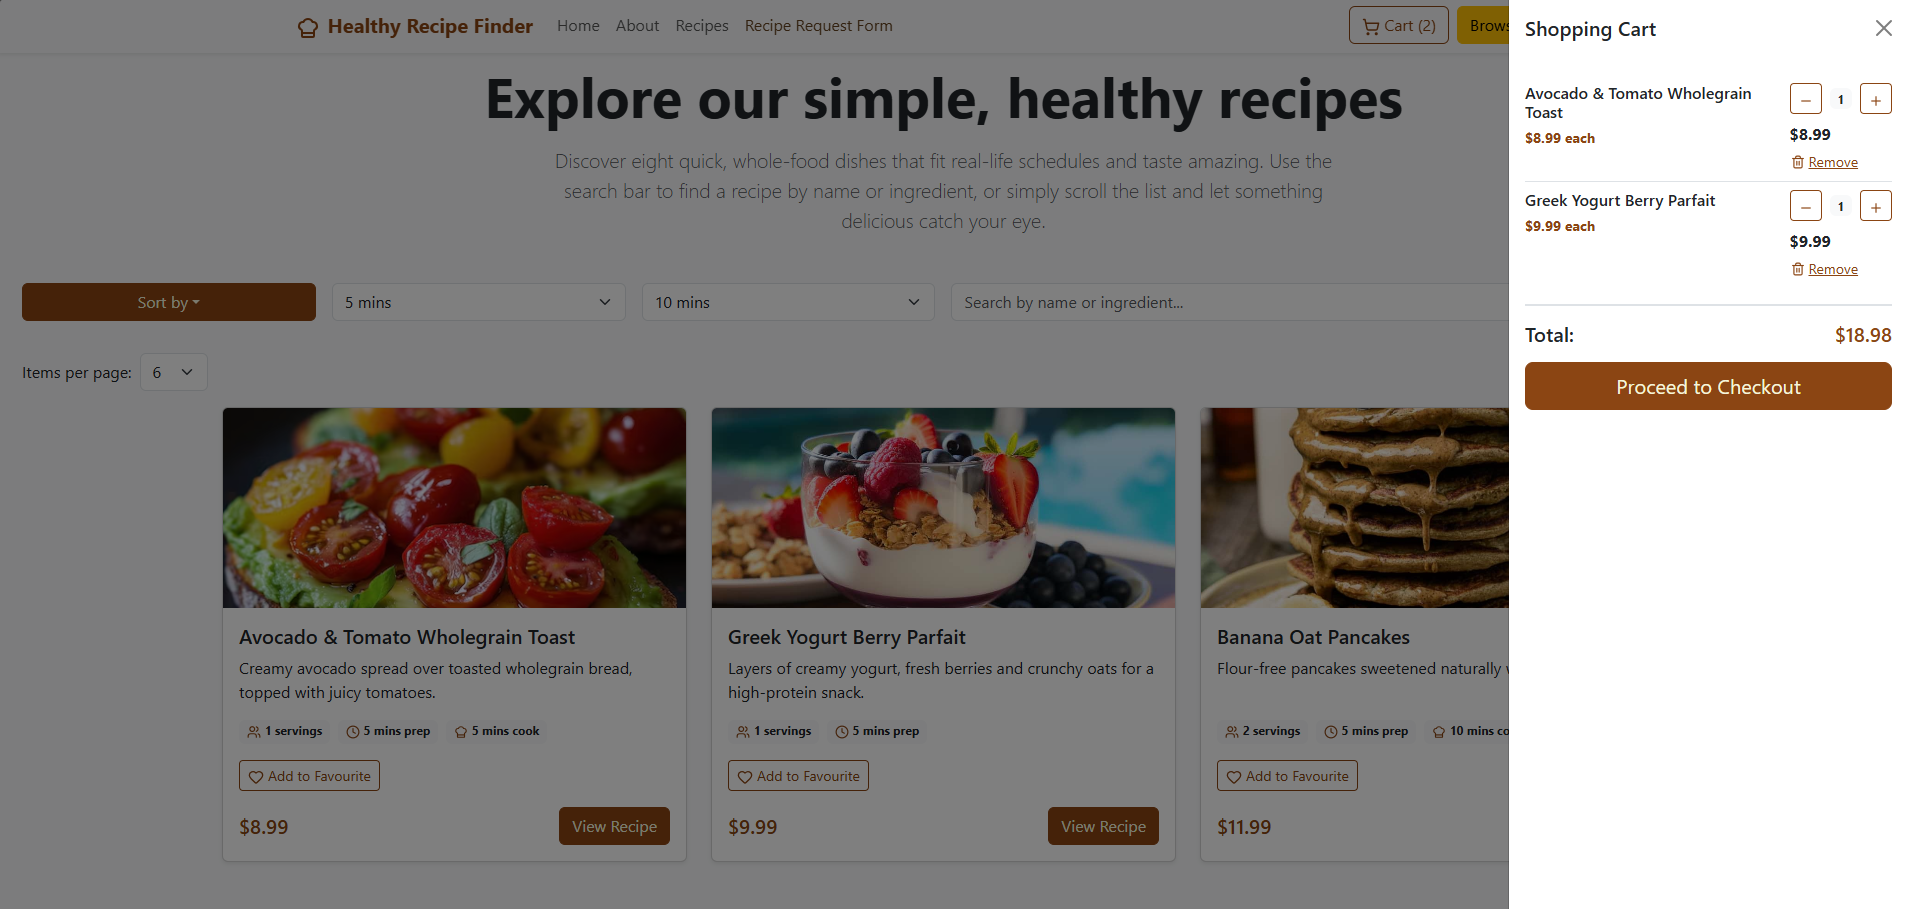 Healthy Recipe Finder
Home
About
Recipes
Recipe Request Form
Cart (2)
Explore our simple, healthy recipes
Discover eight quick, whole-food dishes that fit real-life schedules and taste amazing. Use the
search bar to find a recipe by name or ingredient, or simply scroll the list and let something
delicious catch your eye.
Sort by
5 mins
10 mins
Search by name or ingredient...
Items per page:
6
Avocado & Tomato Wholegrain Toast
Creamy avocado spread over toasted wholegrain bread,
topped with juicy tomatoes.
1 servings
5 mins prep
5 mins cook
Add to Favourite
$8.99
View Recipe
Greek Yogurt Berry Parfait
Layers of creamy yogurt, fresh berries and crunchy oats for a
high-protein snack.
1 servings
5 mins prep
Add to Favourite
$9.99
View Recipe
Banana Oat Pancakes
Flour-free pancakes sweetened naturally
2 servings
5 mins prep
10 mins
Add to Favourite
$11.99
Shopping Cart
Avocado & Tomato Wholegrain
Toast
$8.99 each
− 1 +
$8.99
Remove
Greek Yogurt Berry Parfait
$9.99 each
− 1 +
$9.99
Remove
Total:
$18.98
Proceed to Checkout